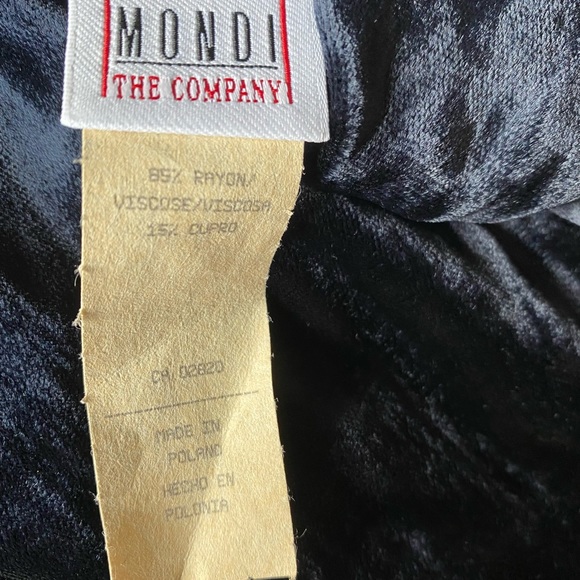 MONDI
THE COMPANY
85% RAYON/
VISCOSE/VISCOSA
15% CUPRO
CA 02820
MADE IN
POLAND
HECHO EN
POLONIA